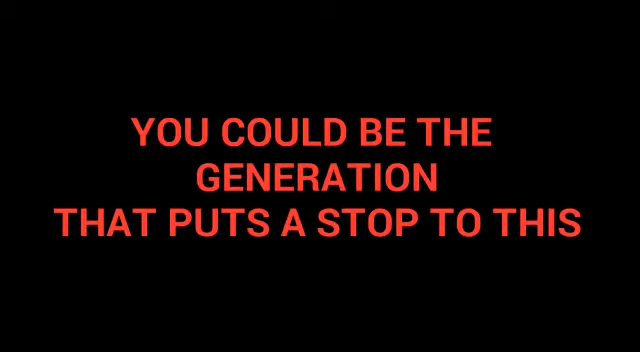 YOU COULD BE THE
GENERATION
THAT PUTS A STOP TO THIS